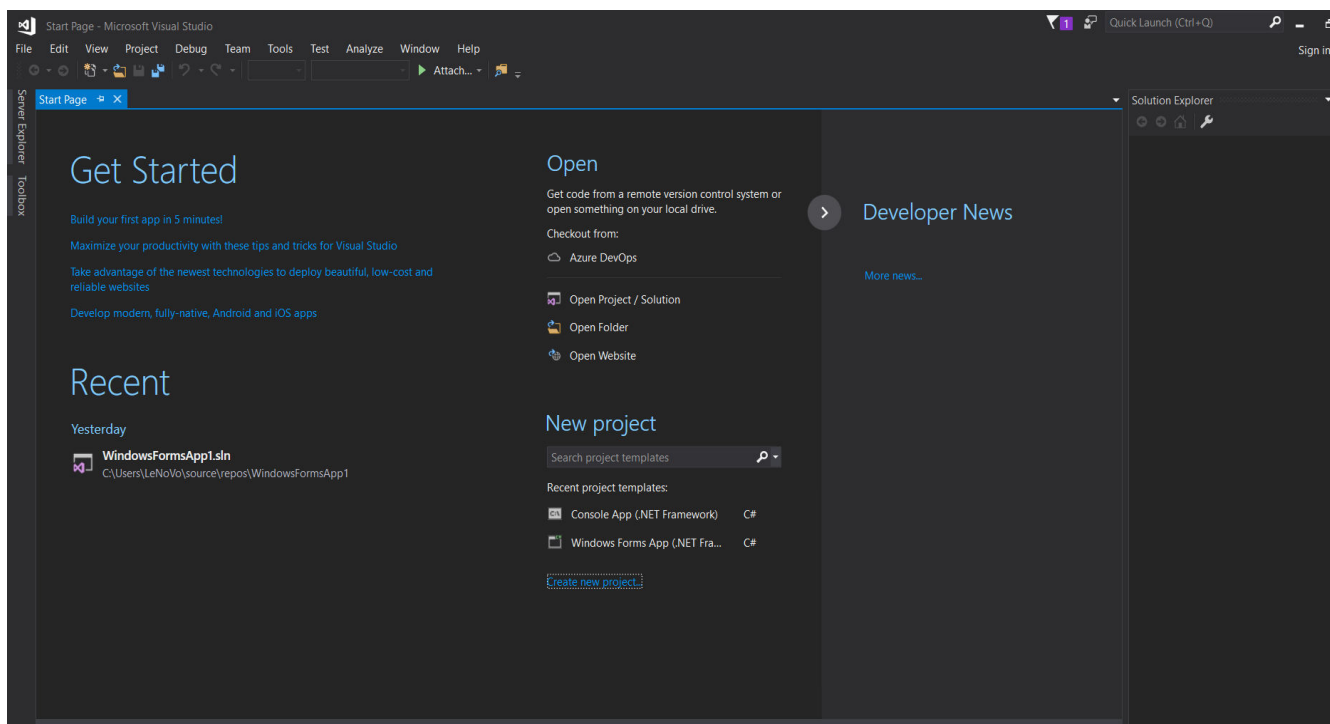 Start Page - Microsoft Visual Studio
1
Quick Launch (Ctrl+Q)
File Edit View Project Debug Team Tools Test Analyze Window Help
Sign in
Attach...
Server Explorer
Toolbox
Start Page
Solution Explorer
Get Started
Build your first app in 5 minutes!
Maximize your productivity with these tips and tricks for Visual Studio
Take advantage of the newest technologies to deploy beautiful, low-cost and
reliable websites
Develop modern, fully-native, Android and iOS apps
Recent
Yesterday
WindowsFormsApp1.sln
C:\Users\LeNoVo\source\repos\WindowsFormsApp1
Open
Get code from a remote version control system or
open something on your local drive.
Checkout from:
Azure DevOps
Open Project / Solution
Open Folder
Open Website
New project
Search project templates
Recent project templates:
Console App (.NET Framework) C#
Windows Forms App (.NET Fra... C#
Create new project...
Developer News
More news...